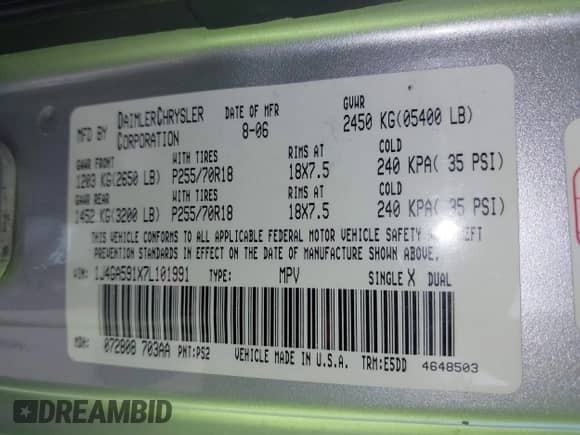 MFD BY DAIMLERCHRYSLER CORPORATION DATE OF MFR 8-06 GVWR 2450 KG(05400 LB)
GAWR FRONT WITH TIRES RIMS AT COLD
1203 KG(2650 LB) P255/70R18 18X7.5 240 KPA( 35 PSI)
GAWR REAR WITH TIRES RIMS AT COLD
1452 KG(3200 LB) P255/70R18 18X7.5 240 KPA( 35 PSI)
THIS VEHICLE CONFORMS TO ALL APPLICABLE FEDERAL MOTOR VEHICLE SAFETY AND THEFT
PREVENTION STANDARDS IN EFFECT ON THE DATE OF MANUFACTURE SHOWN ABOVE.
VIN: 1J4GA591X7L101991 TYPE: MPV SINGLE X DUAL
MDH: 072808 703AA PNT:PS2 VEHICLE MADE IN U.S.A. TRM:E5DD 4648503
DREAMBID